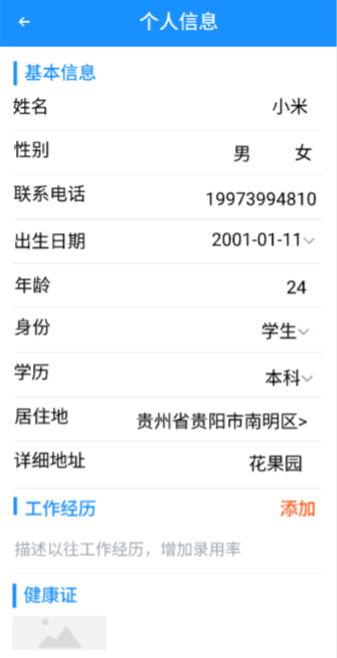 个人信息
基本信息
姓名 小米
性别 男 女
联系电话 19973994810
出生日期 2001-01-11
年龄 24
身份 学生
学历 本科
居住地 贵州省贵阳市南明区>
详细地址 花果园
工作经历 添加
描述以往工作经历，增加录用率
健康证